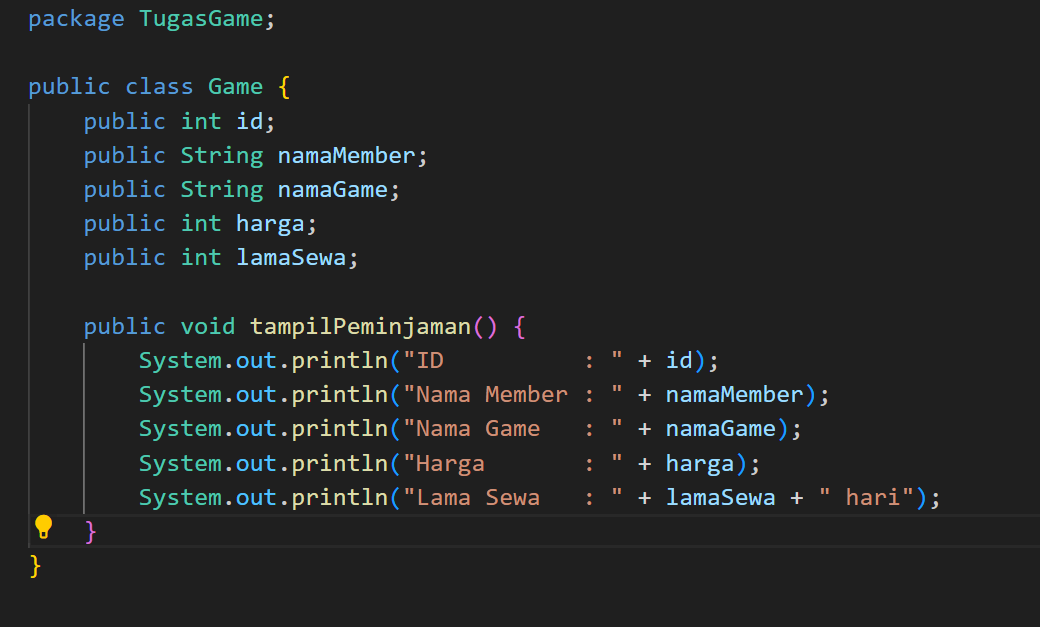 package TugasGame;
public class Game {
    public int id;
    public String namaMember;
    public String namaGame;
    public int harga;
    public int lamaSewa;
    public void tampilPeminjaman() {
        System.out.println("ID          : " + id);
        System.out.println("Nama Member : " + namaMember);
        System.out.println("Nama Game   : " + namaGame);
        System.out.println("Harga       : " + harga);
        System.out.println("Lama Sewa   : " + lamaSewa + " hari");
    }
}